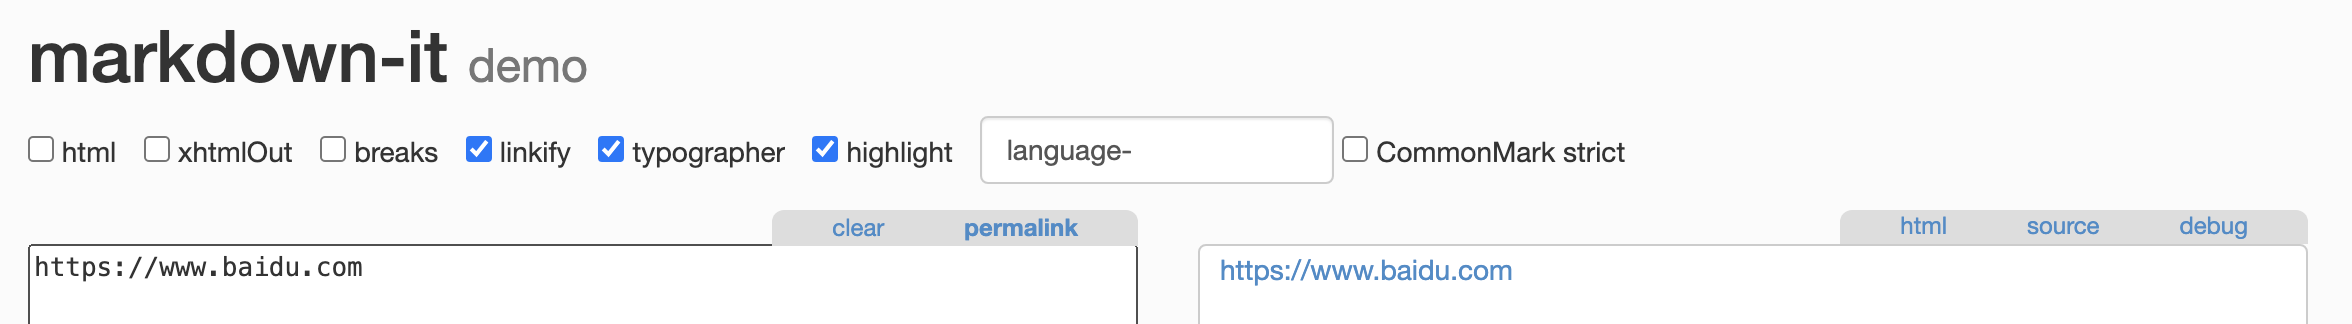 markdown-it demo
html xhtmlOut breaks linkify typographer highlight language- CommonMark strict
clear permalink
html source debug
https://www.baidu.com
https://www.baidu.com